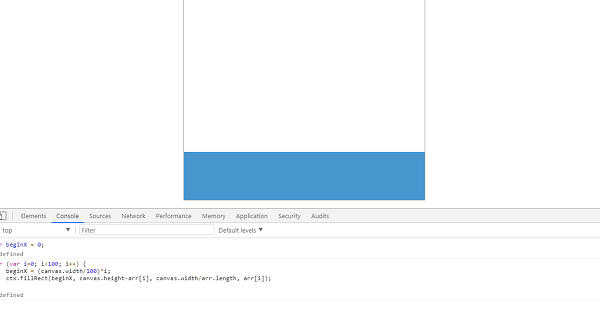 Elements Console Sources Network Performance Memory Application Security Audits
top ▼ Filter Default levels ▼
r beginX = 0;
defined
r (var i=0; i<100; i++) {
beginX = (canvas.width/100)*i;
ctx.fillRect(beginX, canvas.height-arr[i], canvas.width/arr.length, arr[i]);
defined